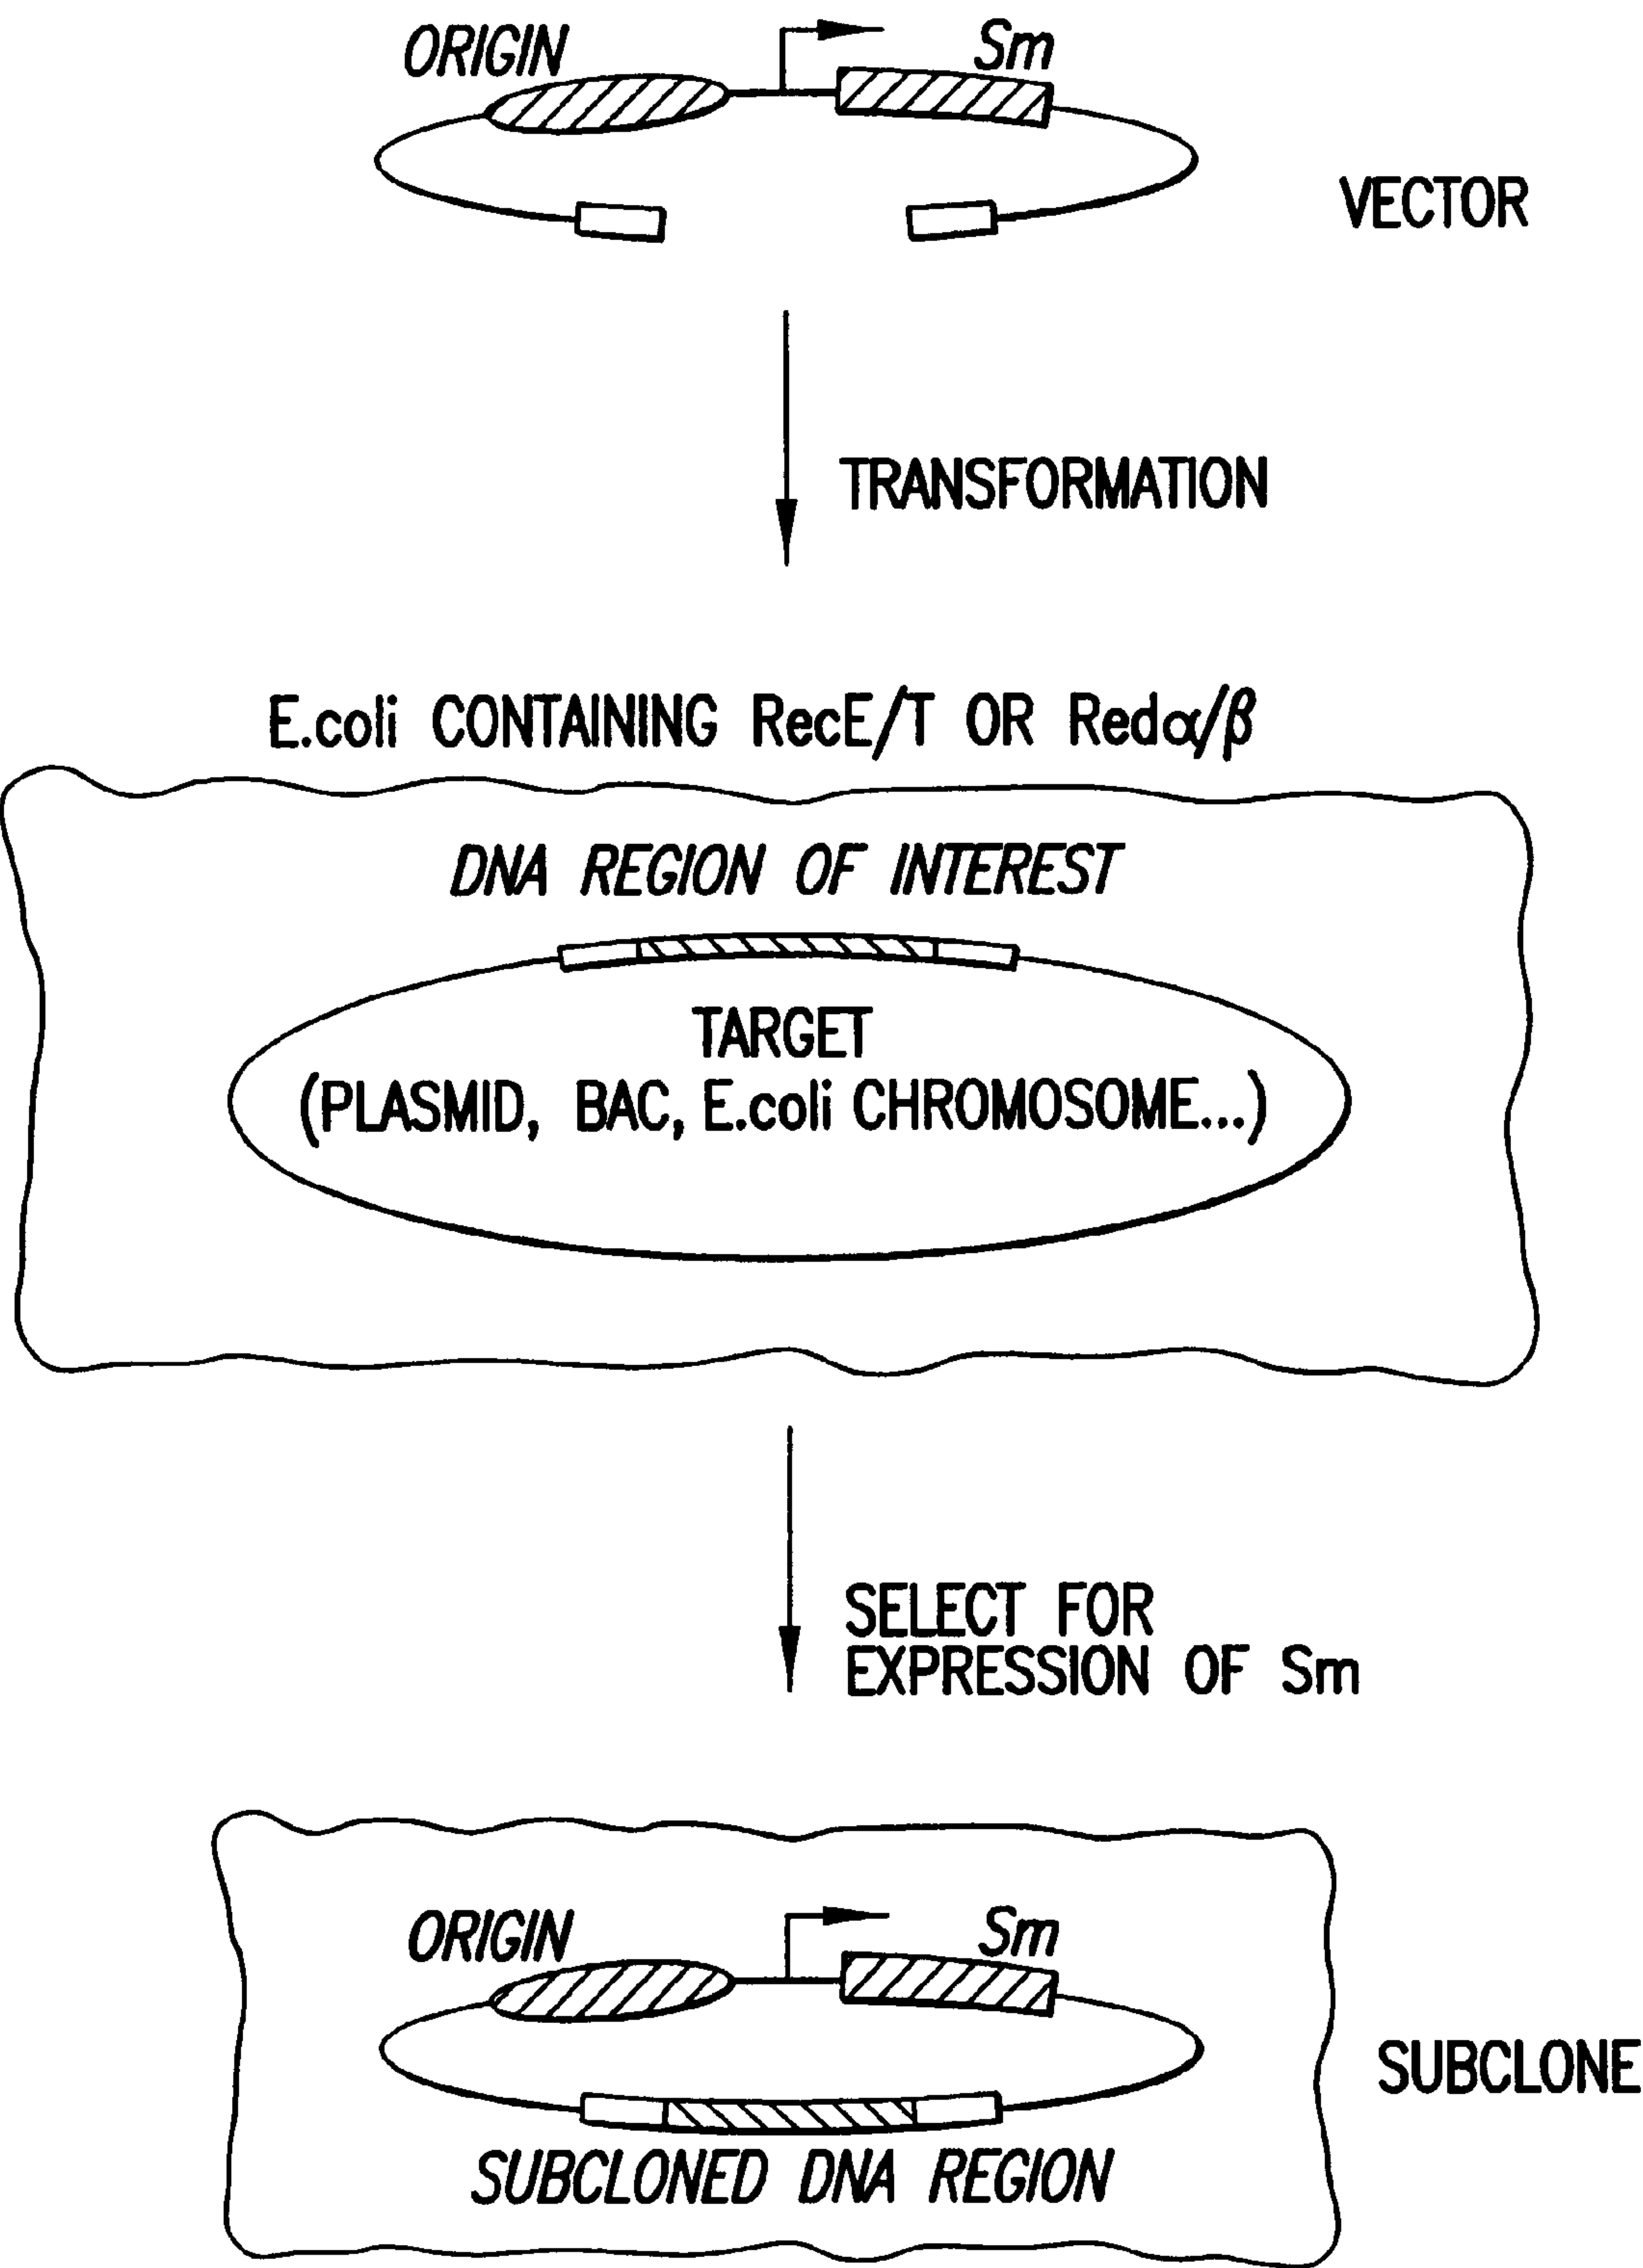 ORIGIN
Sm
VECTOR
TRANSFORMATION
E.coli CONTAINING RecE/T OR Redα/β
DNA REGION OF INTEREST
TARGET
(PLASMID, BAC, E.coli CHROMOSOME...)
SELECT FOR
EXPRESSION OF Sm
ORIGIN
Sm
SUBCLONE
SUBCLONED DNA REGION